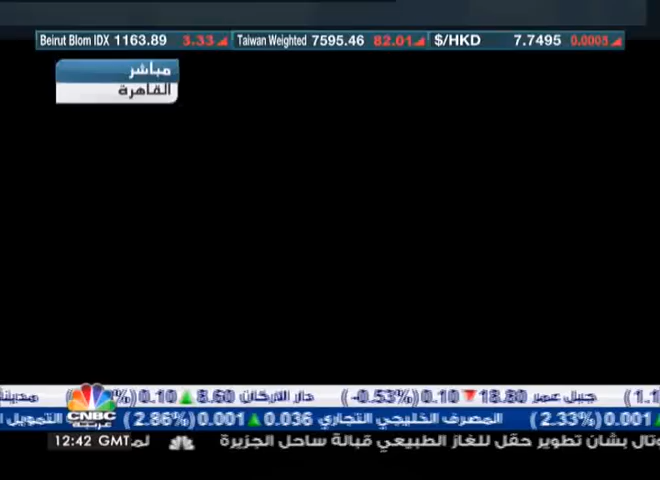 Beirut Blom IDX 1163.89 3.33 Taiwan Weighted 7595.46 82.01 $/HKD 7.7495 0.0003
مباشر
القاهرة
جبل عمر 18.80 0.10 (-0.53%) دار الاركان 8.60 0.10
(2.33%) 0.001 المصرف الخليجي التجاري 0.036 0.001 (2.86%) التمويل
CNBC
عربية
12:42 GMT بشان تطوير حقل للغاز الطبيعي قبالة ساحل الجزيرة